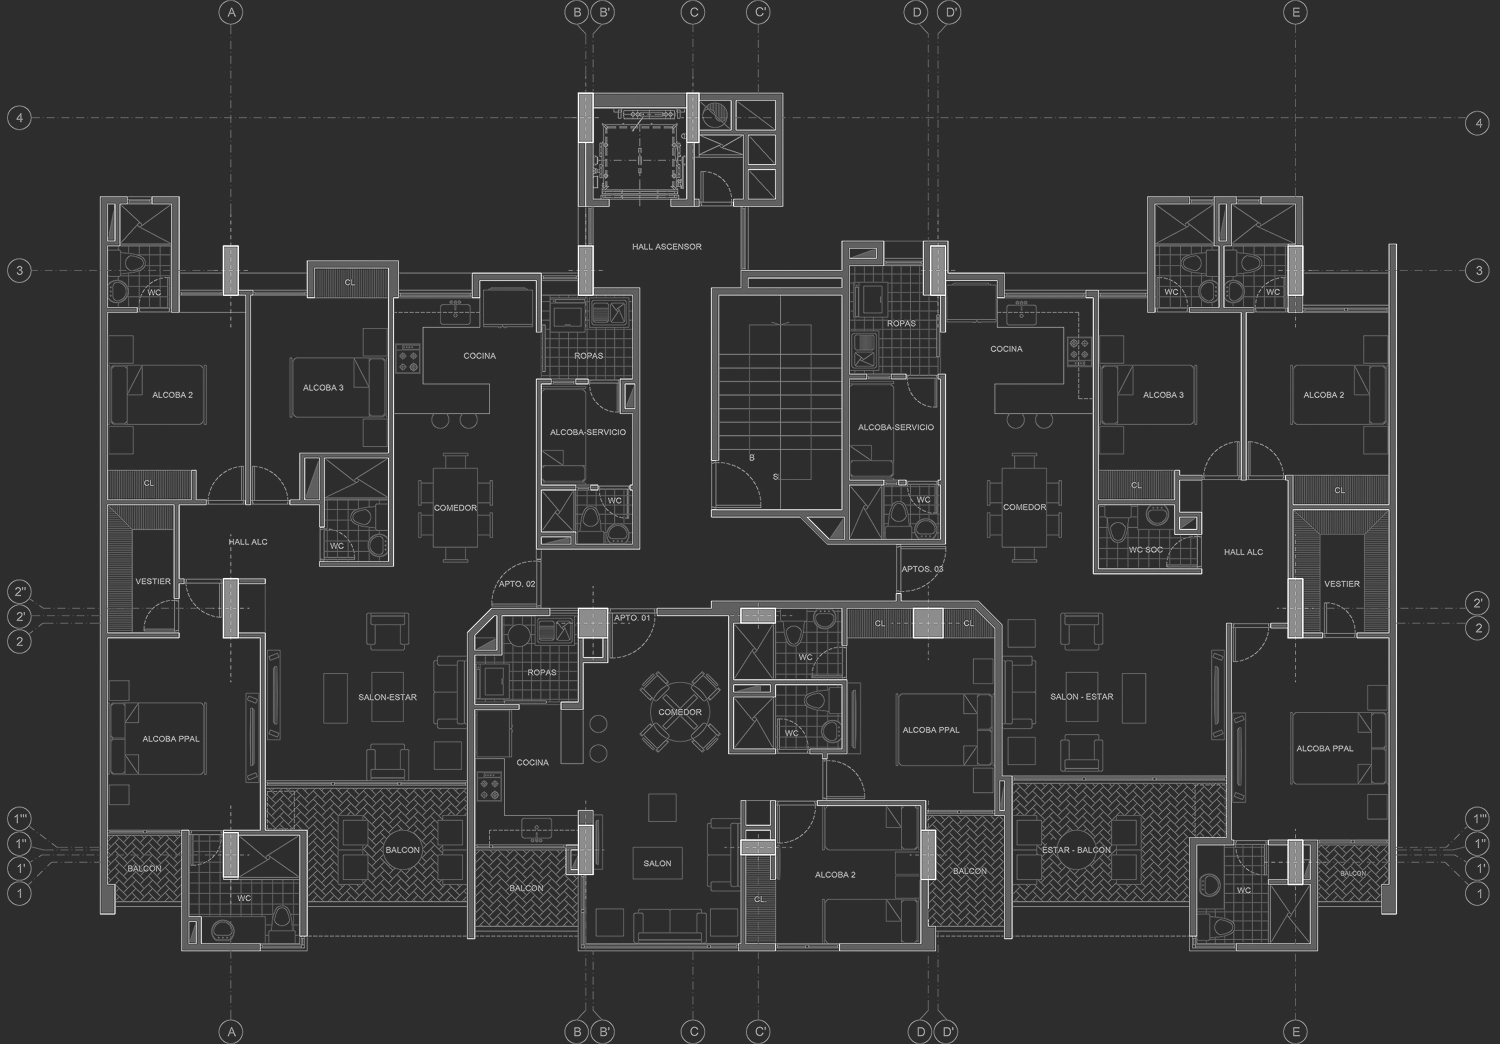 A
B
B'
C
C'
D
D'
E
4
4
HALL ASCENSOR
3
3
CL
WC
WC
WC
ROPAS
COCINA
ROPAS
COCINA
ALCOBA 2
ALCOBA 3
ALCOBA 3
ALCOBA 2
ALCOBA-SERVICIO
ALCOBA-SERVICIO
B
S
CL
CL
CL
WC
WC
COMEDOR
COMEDOR
HALL ALC
WC
WC SOC
HALL ALC
VESTIER
APTO. 02
APTOS. 03
VESTIER
2''
2'
2
2'
2
APTO. 01
CL
CL
WC
ROPAS
SALON-ESTAR
SALON - ESTAR
COMEDOR
ALCOBA PPAL
WC
ALCOBA PPAL
ALCOBA PPAL
COCINA
1'''
1''
1'
1
1'''
1''
1'
1
BALCON
BALCON
SALON
ESTAR - BALCON
BALCON
BALCON
ALCOBA 2
BALCON
BALCON
WC
CL
WC
A
B
B'
C
C'
D
D'
E